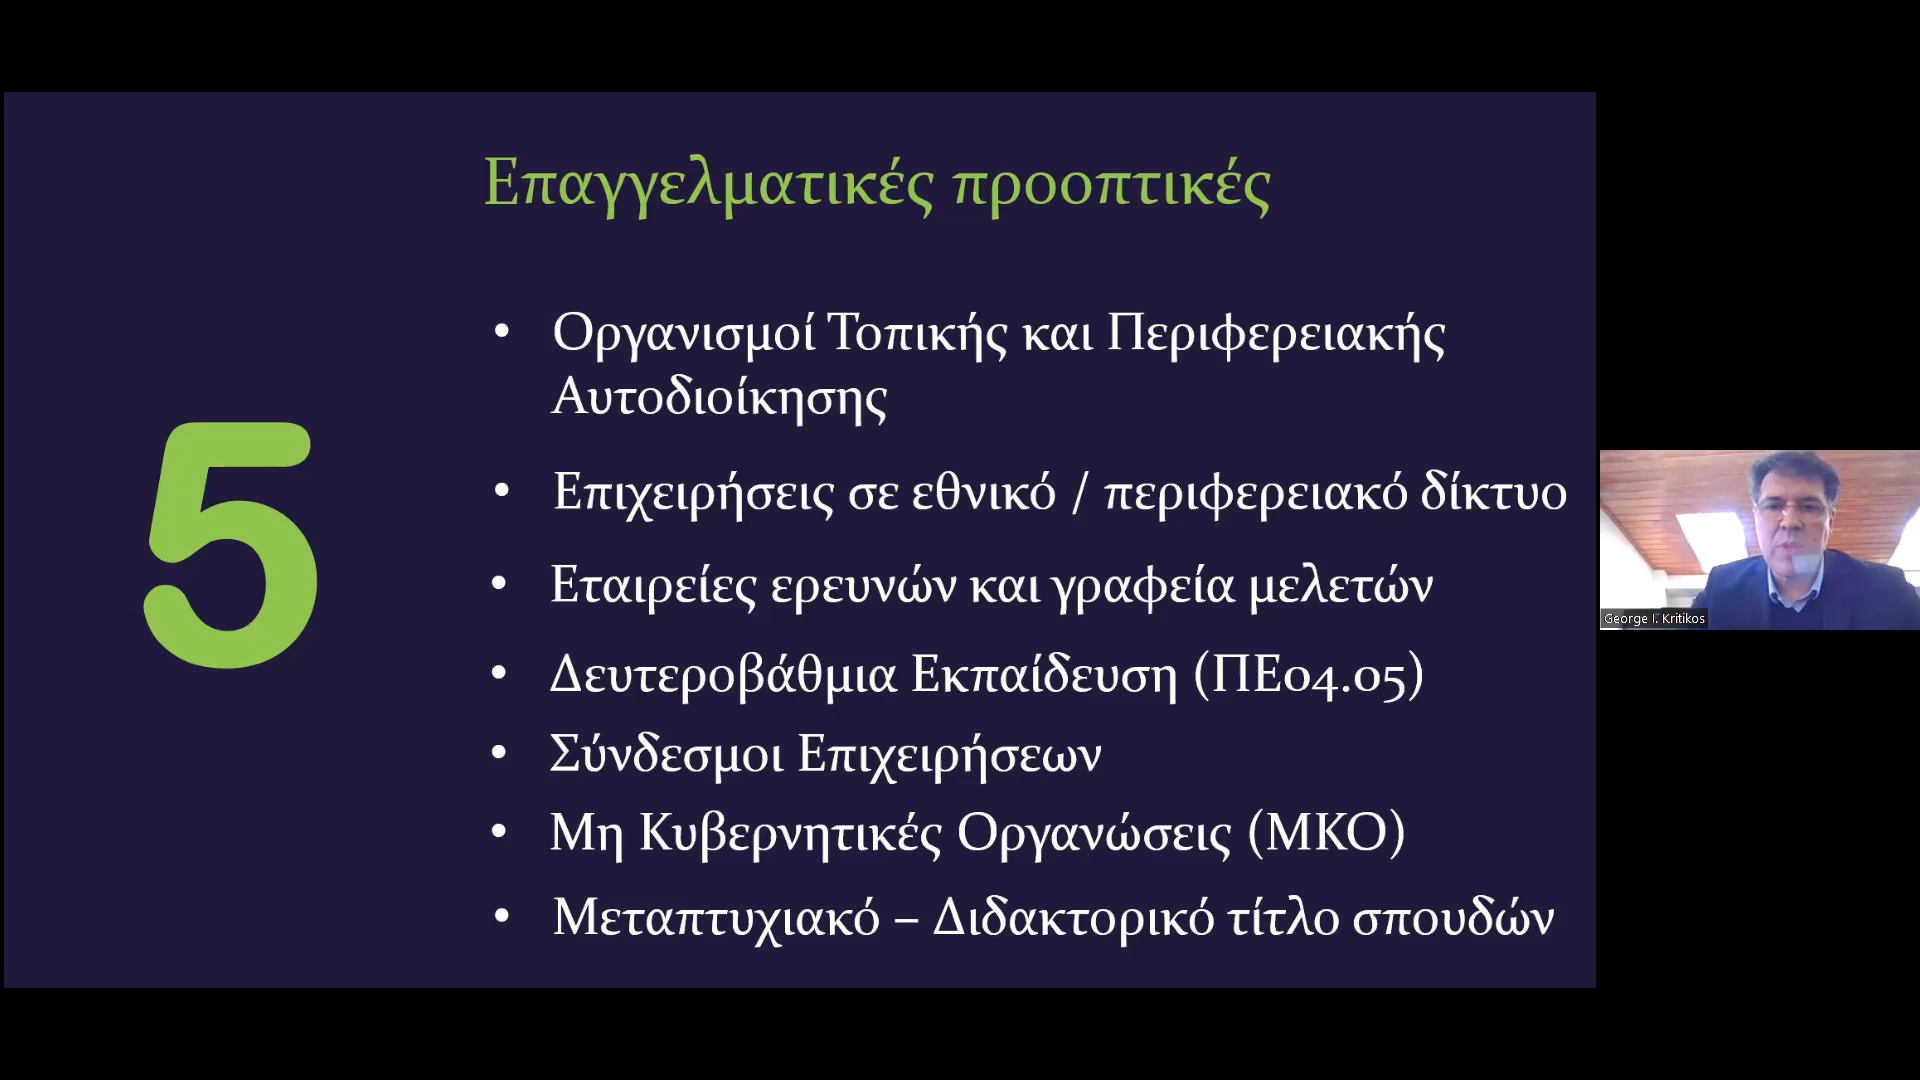 Επαγγελματικές προοπτικές
5
• Οργανισμοί Τοπικής και Περιφερειακής
Αυτοδιοίκησης
• Επιχειρήσεις σε εθνικό / περιφερειακό δίκτυο
• Εταιρείες ερευνών και γραφεία μελετών
• Δευτεροβάθμια Εκπαίδευση (ΠΕ04.05)
• Σύνδεσμοι Επιχειρήσεων
• Μη Κυβερνητικές Οργανώσεις (ΜΚΟ)
• Μεταπτυχιακό – Διδακτορικό τίτλο σπουδών
George I. Kritikos